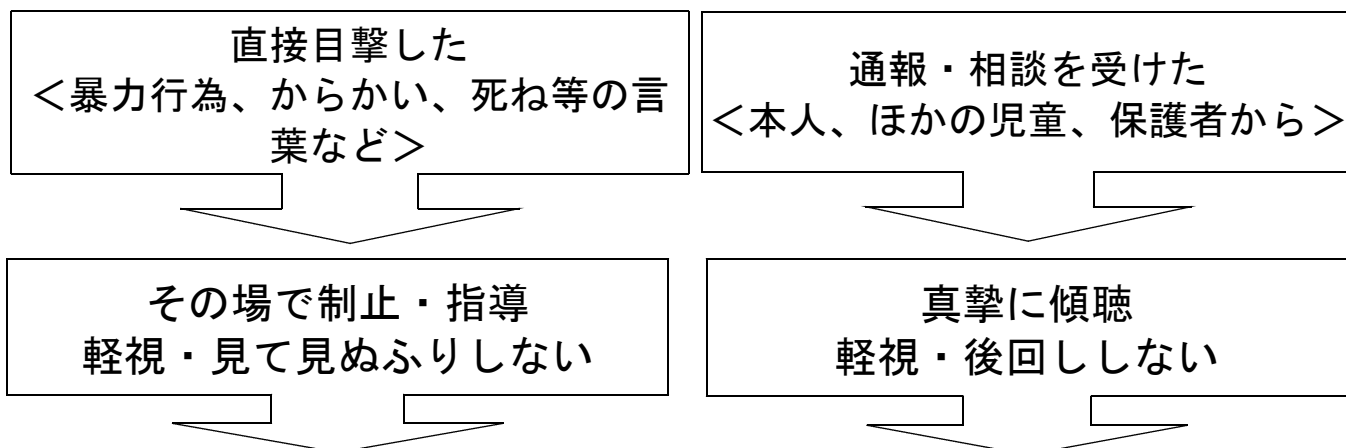 直接目撃した
＜暴力行為、からかい、死ね等の言
葉など＞
通報・相談を受けた
＜本人、ほかの児童、保護者から＞
その場で制止・指導
軽視・見て見ぬふりしない
真摯に傾聴
軽視・後回ししない